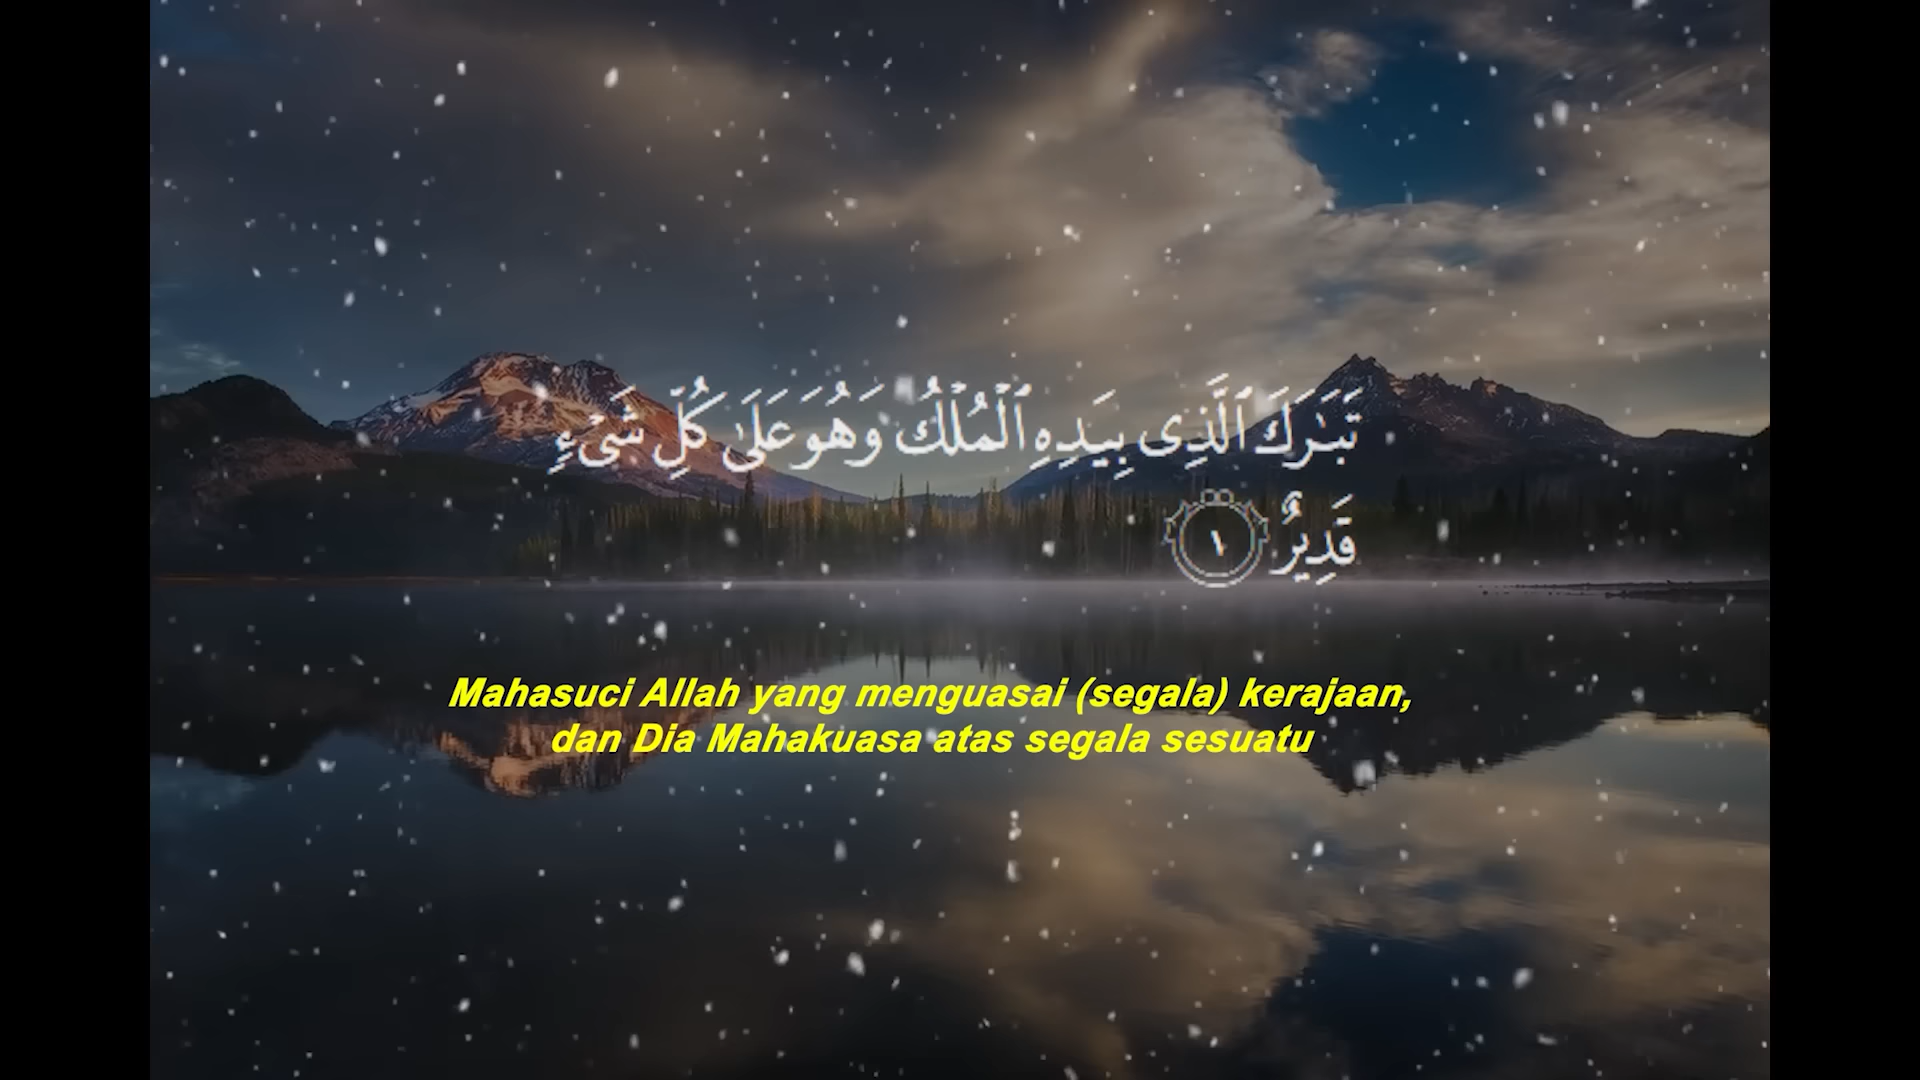 تَبَٰرَكَ ٱلَّذِى بِيَدِهِ ٱلْمُلْكُ وَهُوَ عَلَىٰ كُلِّ شَىْءٍ
قَدِيرٌ ١
Mahasuci Allah yang menguasai (segala) kerajaan,
dan Dia Mahakuasa atas segala sesuatu